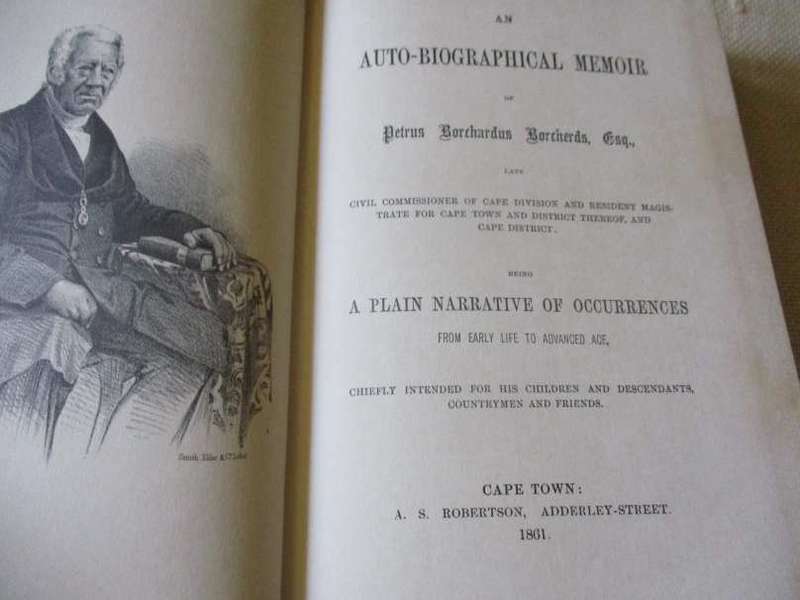 AN
AUTO-BIOGRAPHICAL MEMOIR
OF
Petrus Borchardus Borcherds, Esq.,
LATE
CIVIL COMMISSIONER OF CAPE DIVISION AND RESIDENT MAGIS-
TRATE FOR CAPE TOWN AND DISTRICT THEREOF, AND
CAPE DISTRICT.
BEING
A PLAIN NARRATIVE OF OCCURRENCES
FROM EARLY LIFE TO ADVANCED AGE,
CHIEFLY INTENDED FOR HIS CHILDREN AND DESCENDANTS,
COUNTRYMEN AND FRIENDS.
CAPE TOWN:
A. S. ROBERTSON, ADDERLEY-STREET.
1861.
Smith Elder &